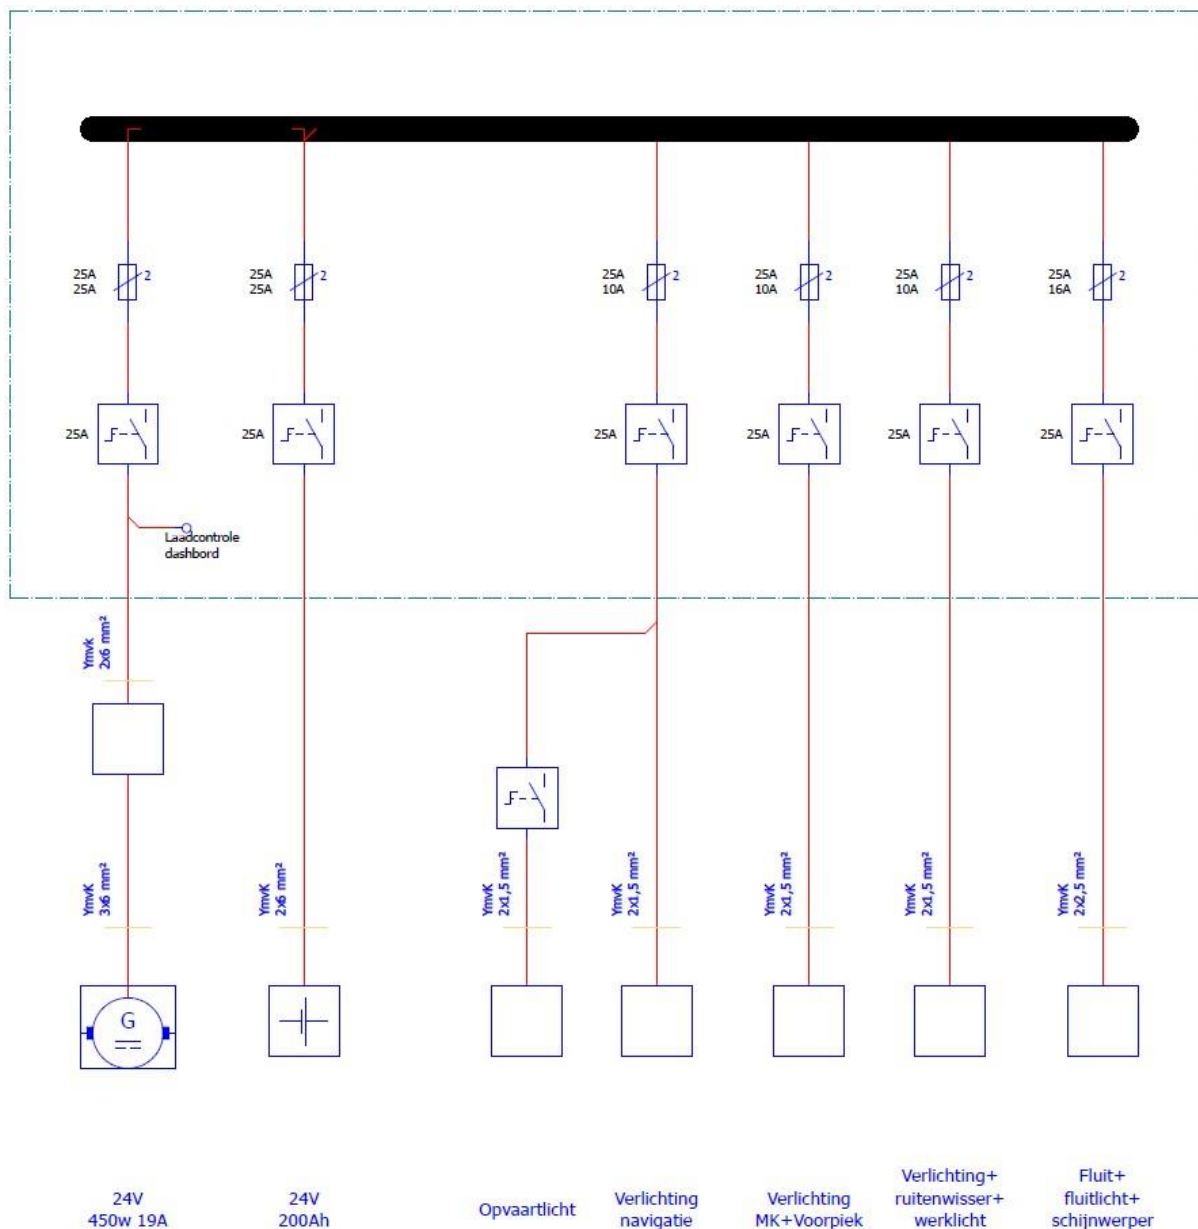 25A
25A
2
25A
25A
2
25A
10A
2
25A
10A
2
25A
10A
2
25A
16A
2
25A
25A
25A
25A
25A
25A
Laadcontrole
dashbord
Ymvk
2x6 mm²
YmvK
3x6 mm²
YmvK
2x6 mm²
YmvK
2x1,5 mm²
YmvK
2x1,5 mm²
YmvK
2x1,5 mm²
YmvK
2x1,5 mm²
YmvK
2x2,5 mm²
G
24V
450w 19A
24V
200Ah
Opvaartlicht
Verlichting
navigatie
Verlichting
MK+Voorpiek
Verlichting+
ruitenwisser+
werklicht
Fluit+
fluitlicht+
schijnwerper